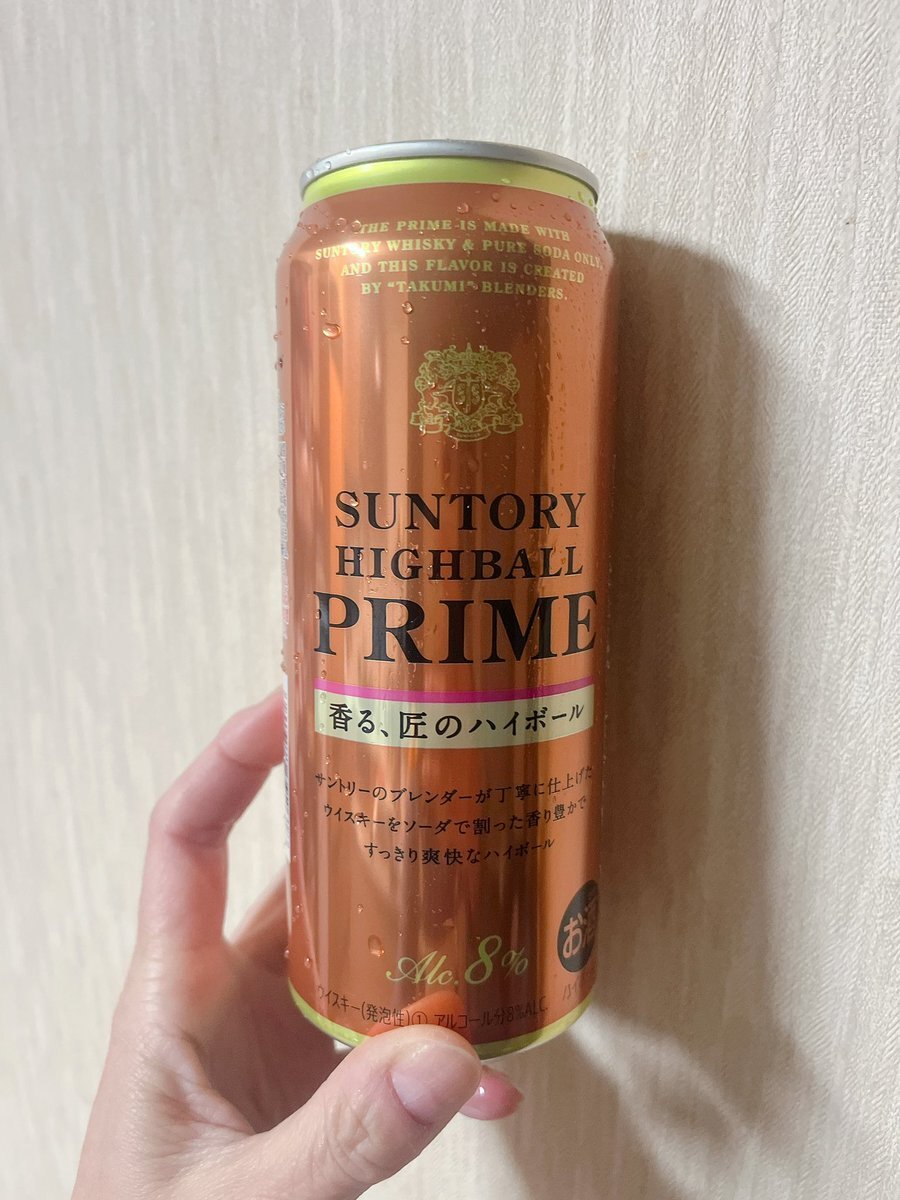 THE PRIME IS MADE WITH
SUNTORY WHISKY & PURE SODA ONLY,
AND THIS FLAVOR IS CREATED
BY "TAKUMI" BLENDERS.
SUNTORY
HIGHBALL
PRIME
香る、匠のハイボール
サントリーのブレンダーが丁寧に仕上げた
ウイスキーをソーダで割った香り豊かで
すっきり爽快なハイボール
お酒
Alc.8%
ウイスキー(発泡性)① アルコール分8%ALC.